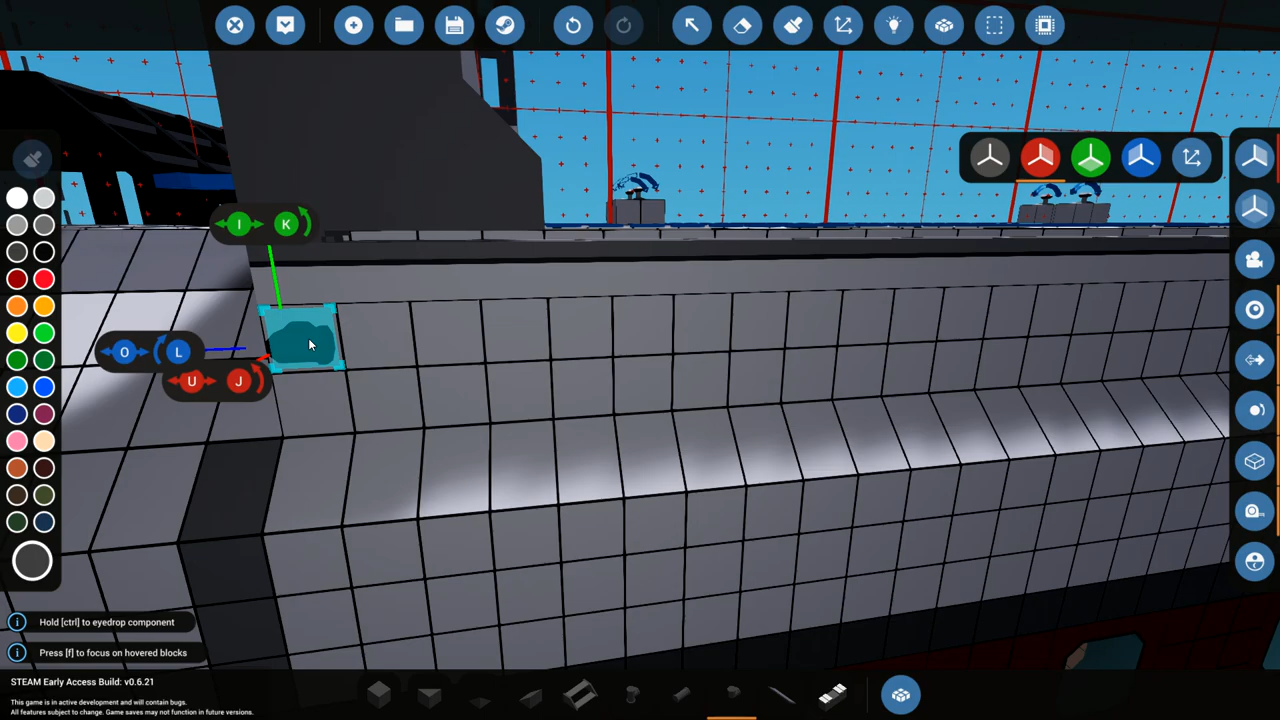 I K
O L
U J
Hold [ctrl] to eyedrop component
Press [f] to focus on hovered blocks
STEAM Early Access Build: v0.6.21
This game is in active development and will contain bugs.
All features subject to change. Game saves may not function in future versions.